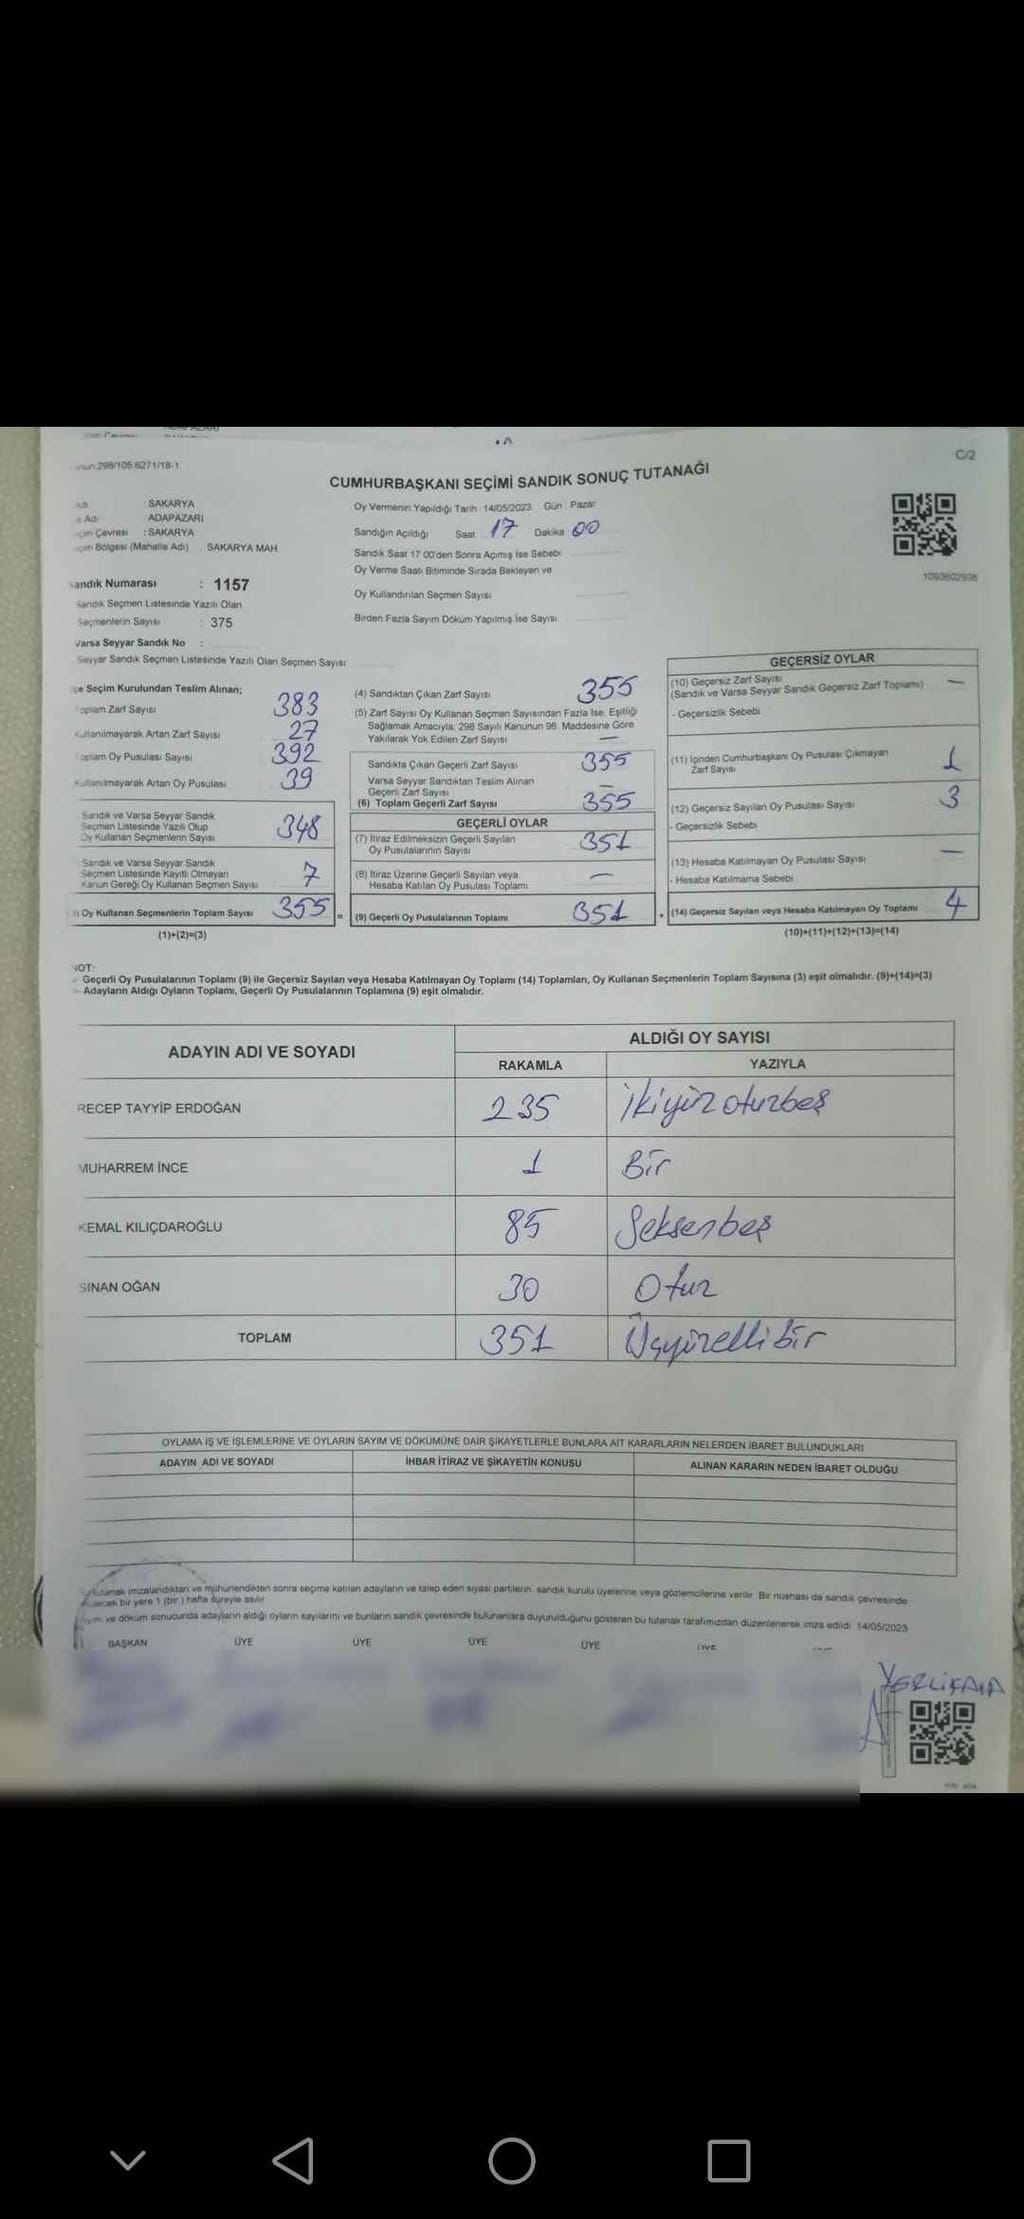 298/105.6271/18-1
C/2
CUMHURBAŞKANI SEÇİMİ SANDIK SONUÇ TUTANAĞI
SAKARYA
Adı ADAPAZARI
Çevresi : SAKARYA
Bölgesi (Mahalle Adı) SAKARYA MAH
Sandık Numarası : 1157
Sandık Seçmen Listesinde Yazılı Olan
Seçmenlerin Sayısı : 375
Varsa Seyyar Sandık No :
Seyyar Sandık Seçmen Listesinde Yazılı Olan Seçmen Sayısı
Oy Vermenin Yapıldığı Tarih : 14/05/2023 Gün : Pazar
Sandığın Açıldığı Saat 17 Dakika 00
Sandık Saat 17 00'den Sonra Açımış İse Sebebi
Oy Verme Saati Bitiminde Sırada Bekleyen ve
Oy Kullandırılan Seçmen Sayısı
Birden Fazla Sayım Döküm Yapılmış İse Sayısı
1093602938
Seçim Kurulundan Teslim Alınan;
Toplam Zarf Sayısı 383
Kullanılmayarak Artan Zarf Sayısı 27
Toplam Oy Pusulası Sayısı 392
Kullanılmayarak Artan Oy Pusulası 39
Sandık ve Varsa Seyyar Sandık
Seçmen Listesinde Yazılı Olup
Oy Kullanan Seçmenlerin Sayısı 348
Sandık ve Varsa Seyyar Sandık
Seçmen Listesinde Kayıtlı Olmayan
Kanun Gereği Oy Kullanan Seçmen Sayısı 7
Oy Kullanan Seçmenlerin Toplam Sayısı 355 =
(1)+(2)=(3)
(4) Sandıktan Çıkan Zarf Sayısı 355
(5) Zarf Sayısı Oy Kullanan Seçmen Sayısından Fazla İse, Eşitliği
Sağlamak Amacıyla, 298 Sayılı Kanunun 98. Maddesine Göre
Yakılarak Yok Edilen Zarf Sayısı —
Sandıkta Çıkan Geçerli Zarf Sayısı 355
Varsa Seyyar Sandıktan Teslim Alınan
Geçerli Zarf Sayısı —
(6) Toplam Geçerli Zarf Sayısı 355
GEÇERLİ OYLAR
(7) İtiraz Edilmeksizin Geçerli Sayılan
Oy Pusulalarının Sayısı 351
(8) İtiraz Üzerine Geçerli Sayılan veya
Hesaba Katılan Oy Pusulası Toplamı —
(9) Geçerli Oy Pusulalarının Toplamı 351 +
GEÇERSİZ OYLAR
(10) Geçersiz Zarf Sayısı —
(Sandık ve Varsa Seyyar Sandık Geçersiz Zarf Toplamı)
- Geçersizlik Sebebi
(11) İçinden Cumhurbaşkanı Oy Pusulası Çıkmayan
Zarf Sayısı 1
(12) Geçersiz Sayılan Oy Pusulası Sayısı 3
- Geçersizlik Sebebi
(13) Hesaba Katılmayan Oy Pusulası Sayısı —
- Hesaba Katılmama Sebebi
(14) Geçersiz Sayılan veya Hesaba Katılmayan Oy Toplamı 4
(10)+(11)+(12)+(13)=(14)
NOT:
- Geçerli Oy Pusulalarının Toplamı (9) ile Geçersiz Sayılan veya Hesaba Katılmayan Oy Toplamı (14) Toplamları, Oy Kullanan Seçmenlerin Toplam Sayısına (3) eşit olmalıdır. (9)+(14)=(3)
- Adayların Aldığı Oyların Toplamı, Geçerli Oy Pusulalarının Toplamına (9) eşit olmalıdır.
ADAYIN ADI VE SOYADI
ALDIĞI OY SAYISI
RAKAMLA YAZIYLA
RECEP TAYYİP ERDOĞAN 235 İkiyüzotuzbeş
MUHARREM İNCE 1 Bir
KEMAL KILIÇDAROĞLU 85 Seksenbeş
SİNAN OĞAN 30 Otuz
TOPLAM 351 Üçyüzellibir
OYLAMA İŞ VE İŞLEMLERİNE VE OYLARIN SAYIM VE DÖKÜMÜNE DAİR ŞİKAYETLERLE BUNLARA AİT KARARLARIN NELERDEN İBARET BULUNDUKLARI
ADAYIN ADI VE SOYADI İHBAR İTİRAZ VE ŞİKAYETİN KONUSU ALINAN KARARIN NEDEN İBARET OLDUĞU
tutanak imzalandıktan ve mühürlendikten sonra seçime katılan adayların ve talep eden siyasi partilerin sandık kurulu üyelerine veya gözlemcilerine verilir. Bir nüshası da sandık çevresinde
bir yere 1 (bir) hafta süreyle asılır
ve döküm sonucunda adayların aldığı oyların sayılarını ve bunların sandık çevresinde bulunanlara duyurulduğunu gösteren bu tutanak tarafımızdan düzenlenerek imza edildi. 14/05/2023
BAŞKAN ÜYE ÜYE ÜYE ÜYE ÜYE
YERLİKAYA